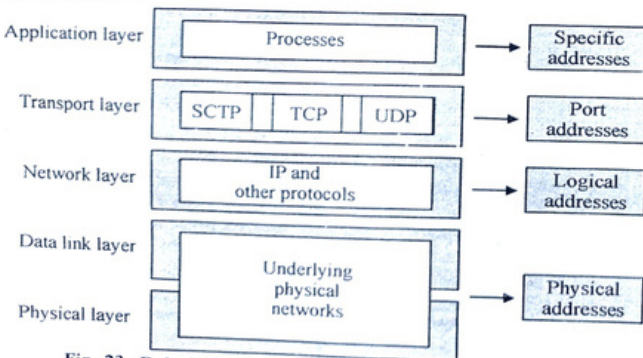 Application layer
Processes
Specific
addresses
Transport layer
SCTP
TCP
UDP
Port
addresses
Network layer
IP and
other protocols
Logical
addresses
Data link layer
Underlying
physical
networks
Physical
addresses
Physical layer
Fig. 23